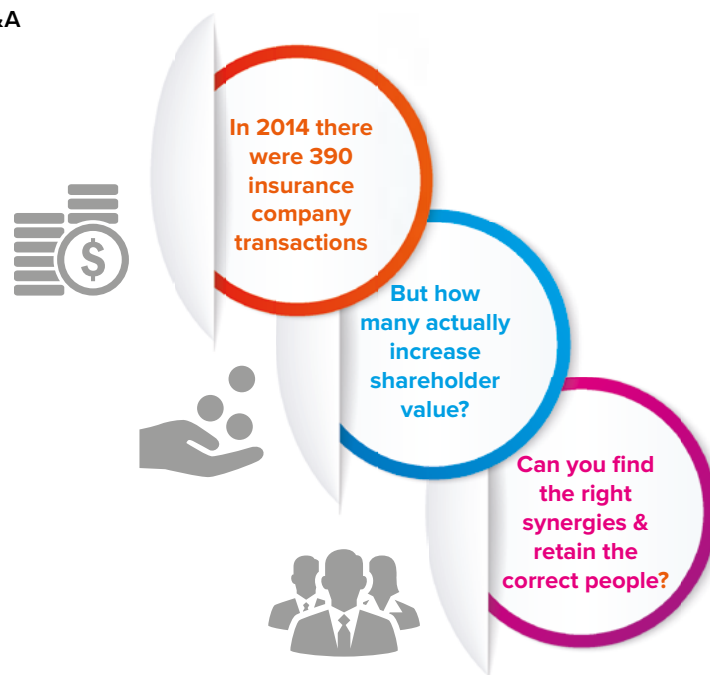 &A
In 2014 there
were 390
insurance
company
transactions
$
But how
many actually
increase
shareholder
value?
Can you find
the right
synergies &
retain the
correct people?